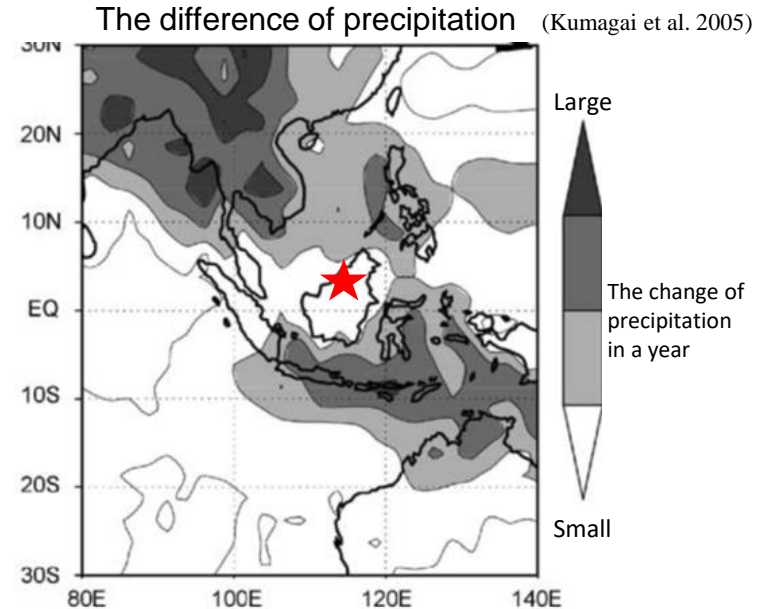 The difference of precipitation (Kumagai et al. 2005)
30N
20N
10N
EQ
10S
20S
30S
80E 100E 120E 140E
Large
The change of
precipitation
in a year
Small